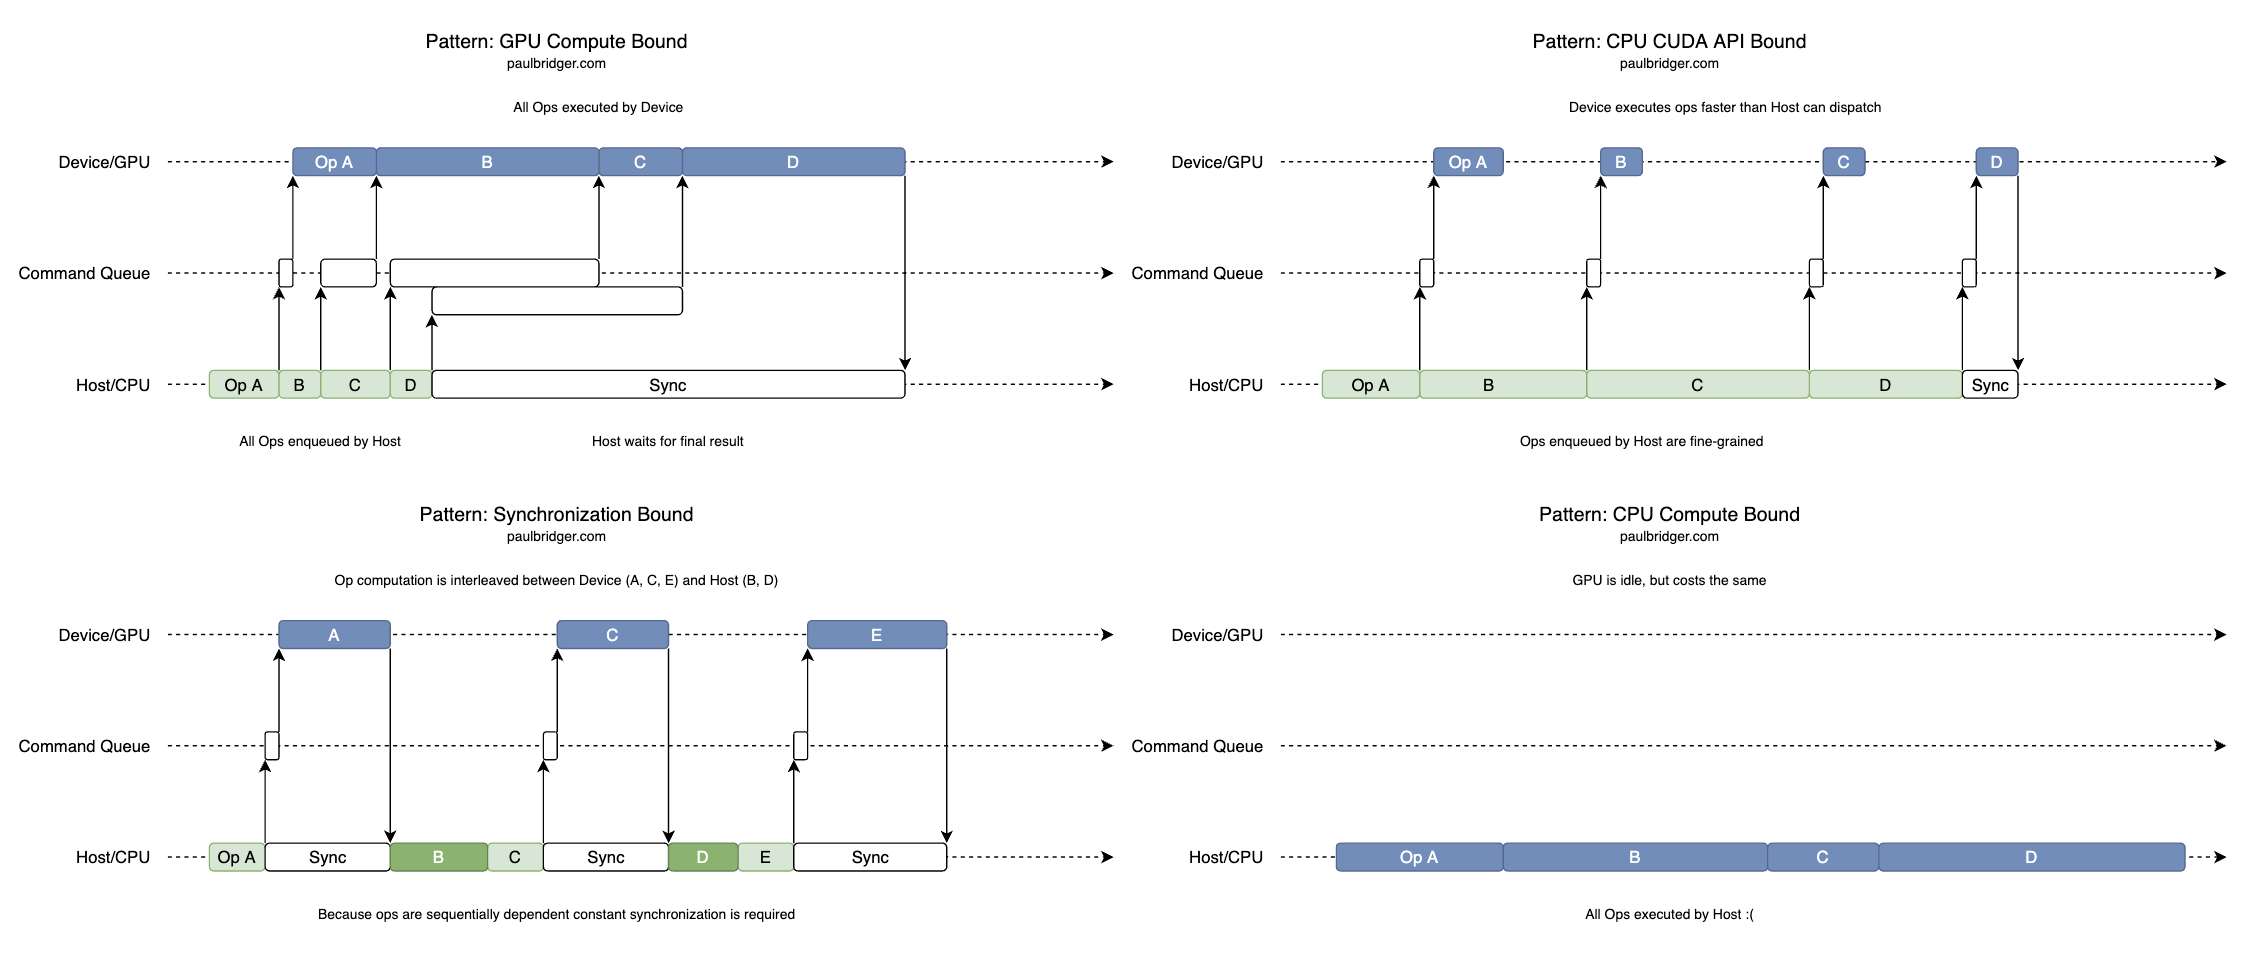 Pattern: GPU Compute Bound
paulbridger.com
All Ops executed by Device
Device/GPU
Op A
B
C
D
Command Queue
Host/CPU
Op A
B
C
D
Sync
All Ops enqueued by Host
Host waits for final result
Pattern: CPU CUDA API Bound
paulbridger.com
Device executes ops faster than Host can dispatch
Device/GPU
Op A
B
C
D
Command Queue
Host/CPU
Op A
B
C
D
Sync
Ops enqueued by Host are fine-grained
Pattern: Synchronization Bound
paulbridger.com
Op computation is interleaved between Device (A, C, E) and Host (B, D)
Device/GPU
A
C
E
Command Queue
Host/CPU
Op A
Sync
B
C
Sync
D
E
Sync
Because ops are sequentially dependent constant synchronization is required
Pattern: CPU Compute Bound
paulbridger.com
GPU is idle, but costs the same
Device/GPU
Command Queue
Host/CPU
Op A
B
C
D
All Ops executed by Host :(